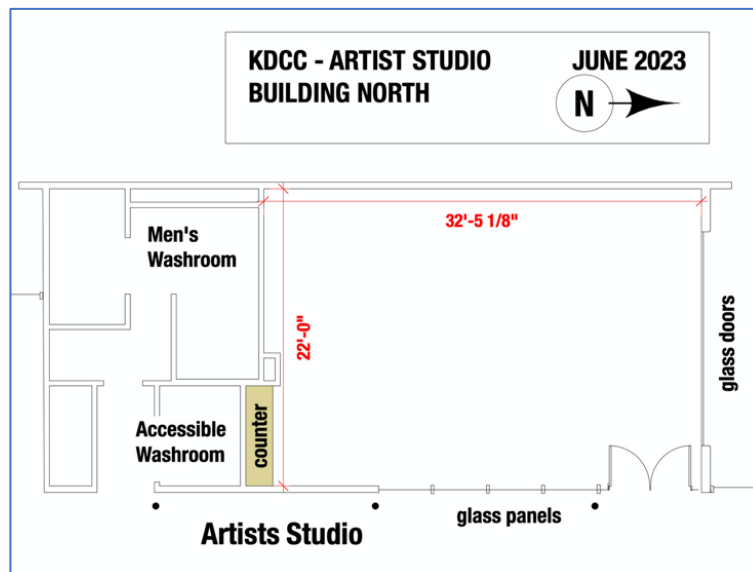 KDCC - ARTIST STUDIO
BUILDING NORTH
JUNE 2023
N
32'-5 1/8"
Men's
Washroom
22'-0"
glass doors
Accessible
Washroom
counter
glass panels
Artists Studio